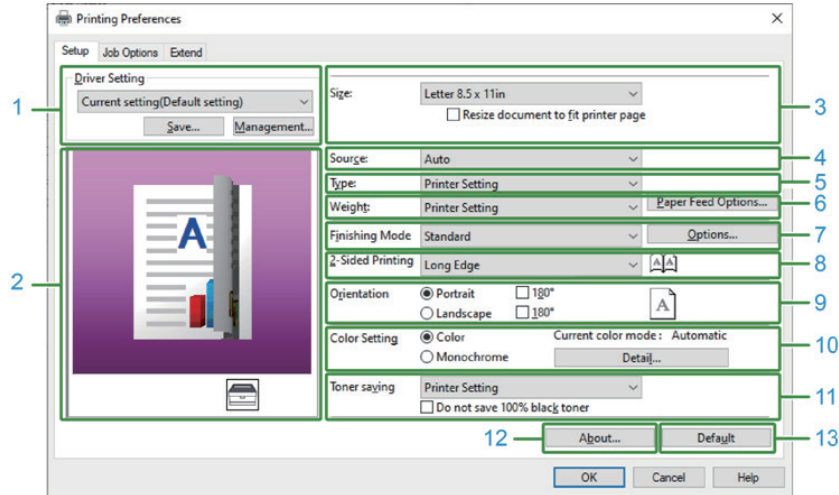 Printing Preferences
Setup Job Options Extend
Driver Setting
Current setting(Default setting)
Save... Management...
1
2
A
Size: Letter 8.5 x 11in
Resize document to fit printer page
3
Source: Auto
4
Type: Printer Setting
5
Weight: Printer Setting Paper Feed Options...
6
Finishing Mode Standard Options...
7
2-Sided Printing Long Edge A A
8
Orientation Portrait 180°
Landscape 180°
A
9
Color Setting Color Current color mode : Automatic
Monochrome Detail...
10
Toner saving Printer Setting
Do not save 100% black toner
11
12 About... Default 13
OK Cancel Help